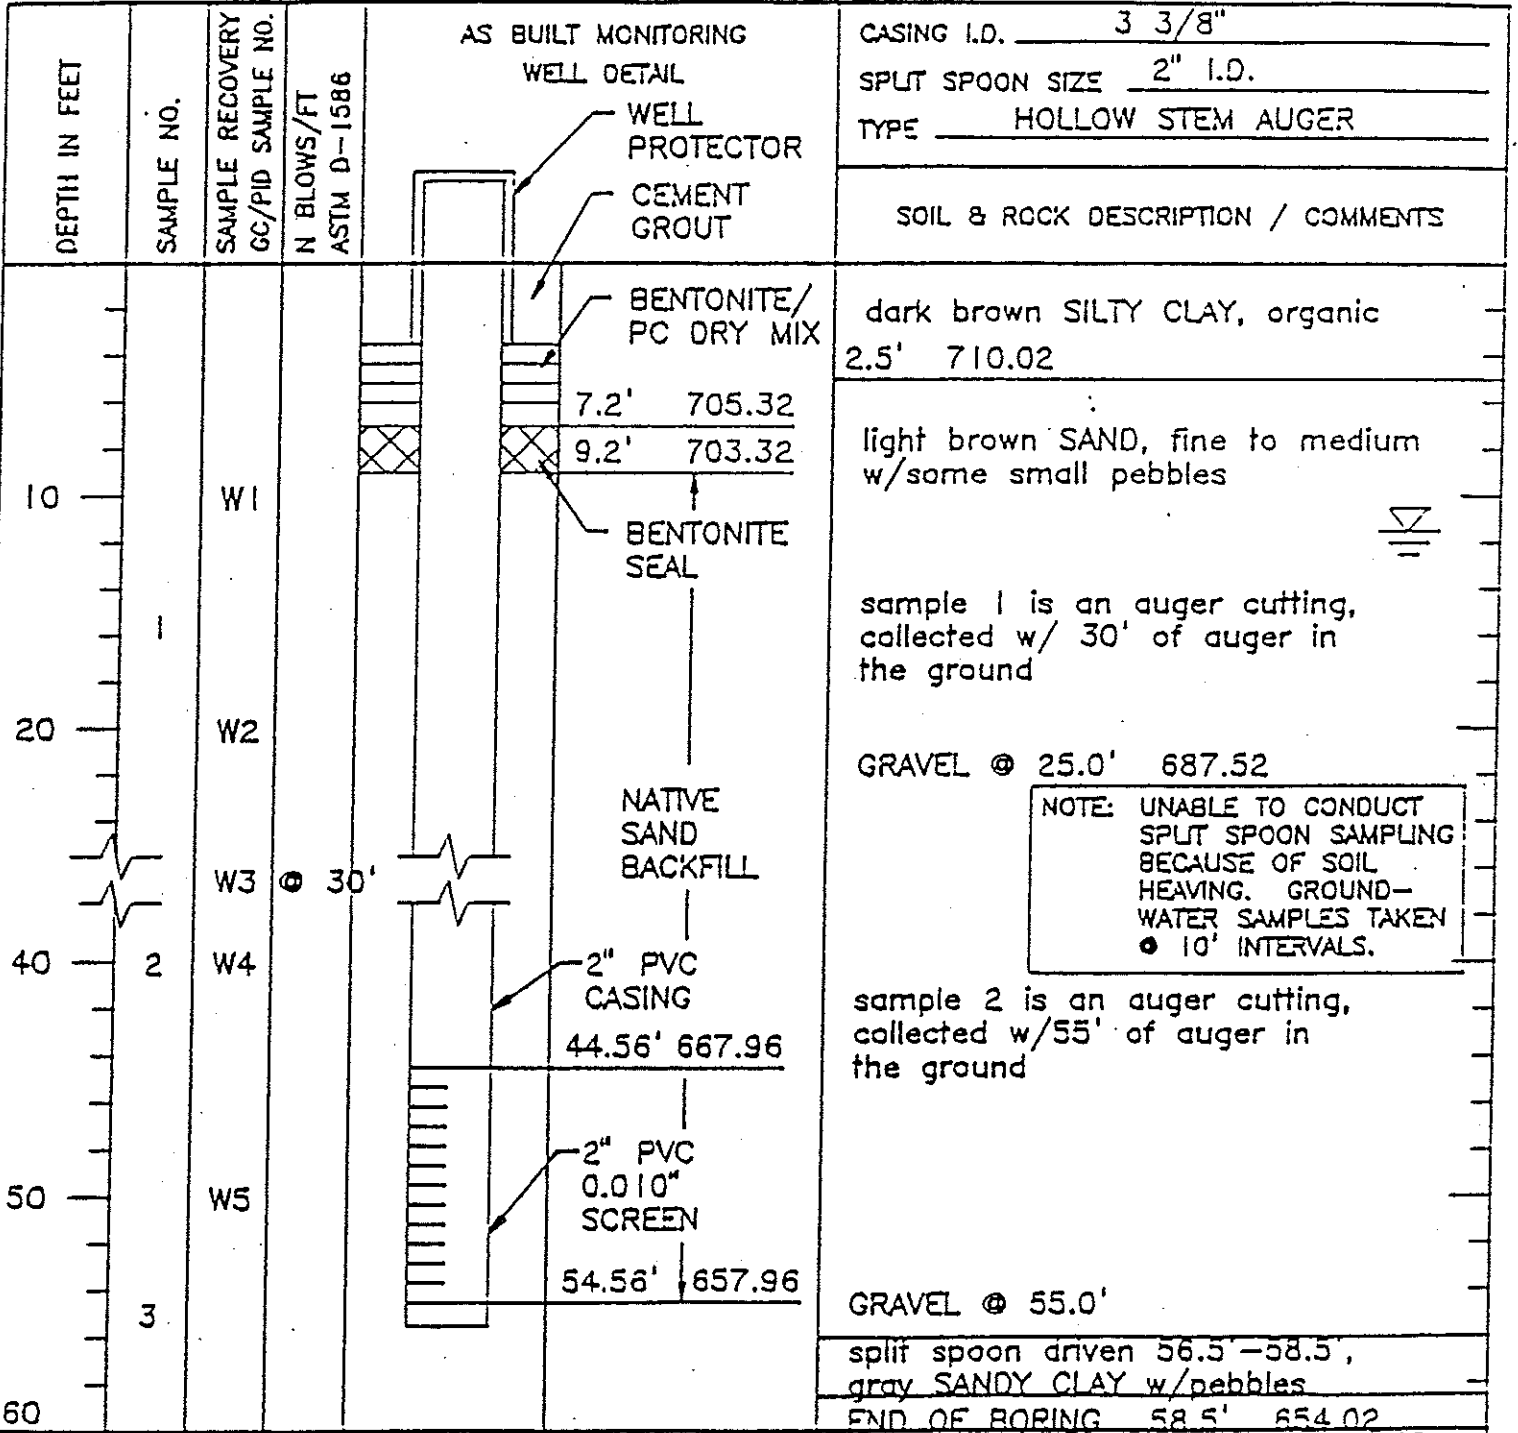 DEPTH IN FEET
SAMPLE NO.
SAMPLE RECOVERY
GC/PID SAMPLE NO.
N BLOWS/FT
ASTM D-1586
AS BUILT MONITORING
WELL DETAIL
WELL
PROTECTOR
CEMENT
GROUT
BENTONITE/
PC DRY MIX
7.2' 705.32
9.2' 703.32
BENTONITE
SEAL
NATIVE
SAND
BACKFILL
2" PVC
CASING
44.56' 667.96
2" PVC
0.010"
SCREEN
54.56' 657.96
10
20
40
50
60
1
2
3
W1
W2
W3 @ 30'
W4
W5
CASING I.D. 3 3/8"
SPLIT SPOON SIZE 2" I.D.
TYPE HOLLOW STEM AUGER
SOIL & ROCK DESCRIPTION / COMMENTS
dark brown SILTY CLAY, organic
2.5' 710.02
light brown SAND, fine to medium
w/some small pebbles
sample 1 is an auger cutting,
collected w/ 30' of auger in
the ground
GRAVEL @ 25.0' 687.52
NOTE: UNABLE TO CONDUCT
SPLIT SPOON SAMPLING
BECAUSE OF SOIL
HEAVING. GROUND-
WATER SAMPLES TAKEN
@ 10' INTERVALS.
sample 2 is an auger cutting,
collected w/55' of auger in
the ground
GRAVEL @ 55.0'
split spoon driven 56.5'-58.5',
gray SANDY CLAY w/pebbles
END OF BORING 58.5' 654.02